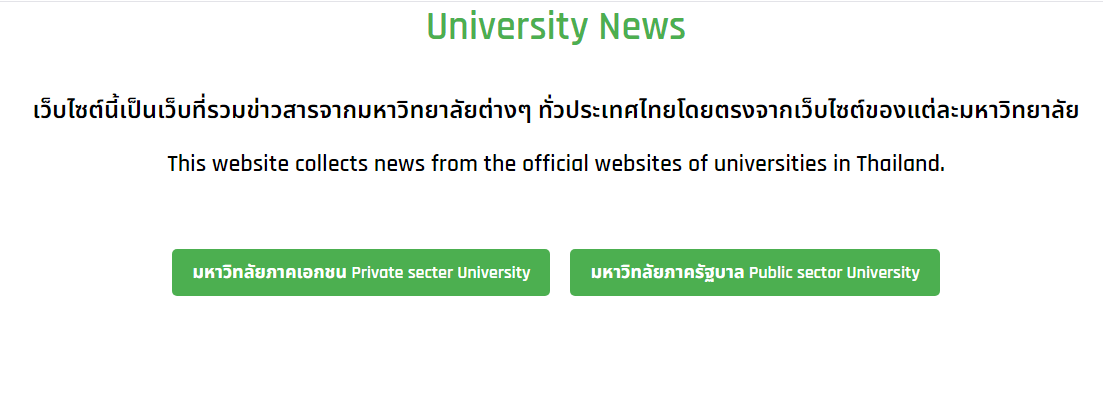 University News
เว็บไซต์นี้เป็นเว็บที่รวมข่าวสารจากมหาวิทยาลัยต่างๆ ทั่วประเทศไทยโดยตรงจากเว็บไซต์ของแต่ละมหาวิทยาลัย
This website collects news from the official websites of universities in Thailand.
มหาวิทลัยภาคเอกชน Private secter University
มหาวิทลัยภาครัฐบาล Public sector University